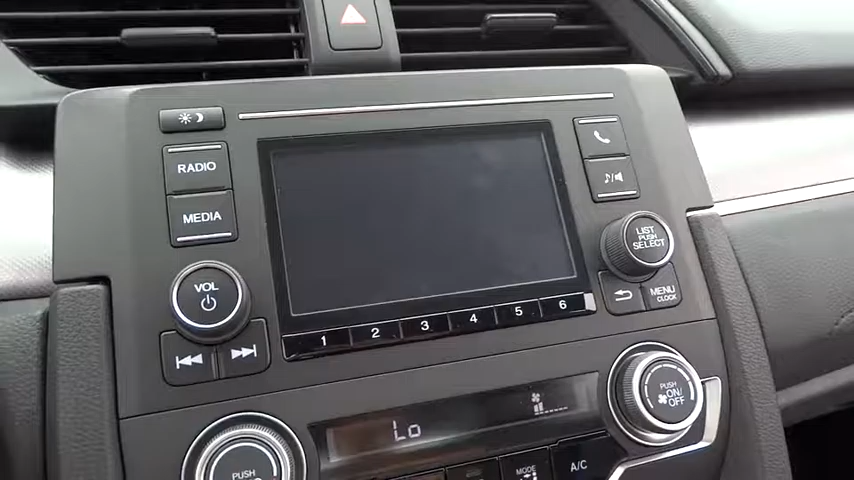 RADIO
MEDIA
VOL
LIST
PUSH
SELECT
MENU
CLOCK
1 2 3 4 5 6
PUSH
ON/
OFF
Lo
PUSH
MODE
A/C